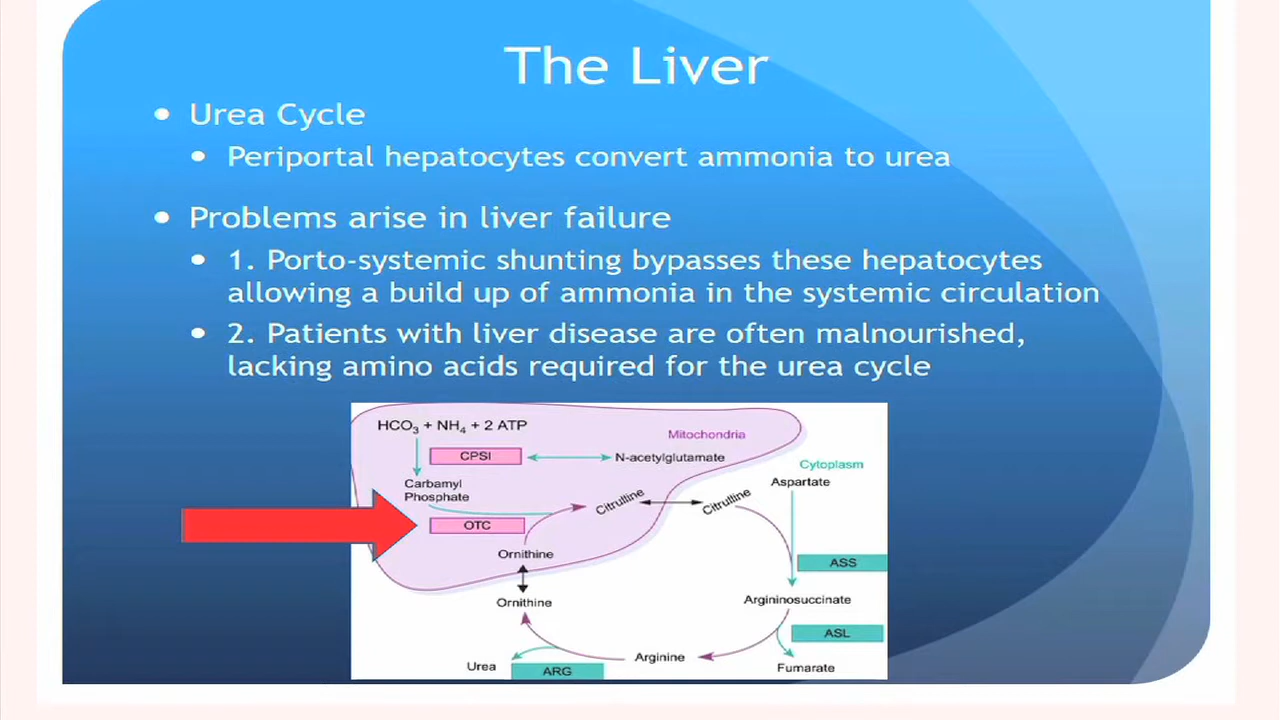 The Liver
• Urea Cycle
• Periportal hepatocytes convert ammonia to urea
• Problems arise in liver failure
• 1. Porto-systemic shunting bypasses these hepatocytes
allowing a build up of ammonia in the systemic circulation
• 2. Patients with liver disease are often malnourished,
lacking amino acids required for the urea cycle
HCO3 + NH4 + 2 ATP
Mitochondria
CPSI
N-acetylglutamate
Cytoplasm
Carbamyl
Phosphate
Aspartate
Citrulline
Citrulline
OTC
Ornithine
ASS
Ornithine
Argininosuccinate
ASL
Urea
ARG
Arginine
Fumarate